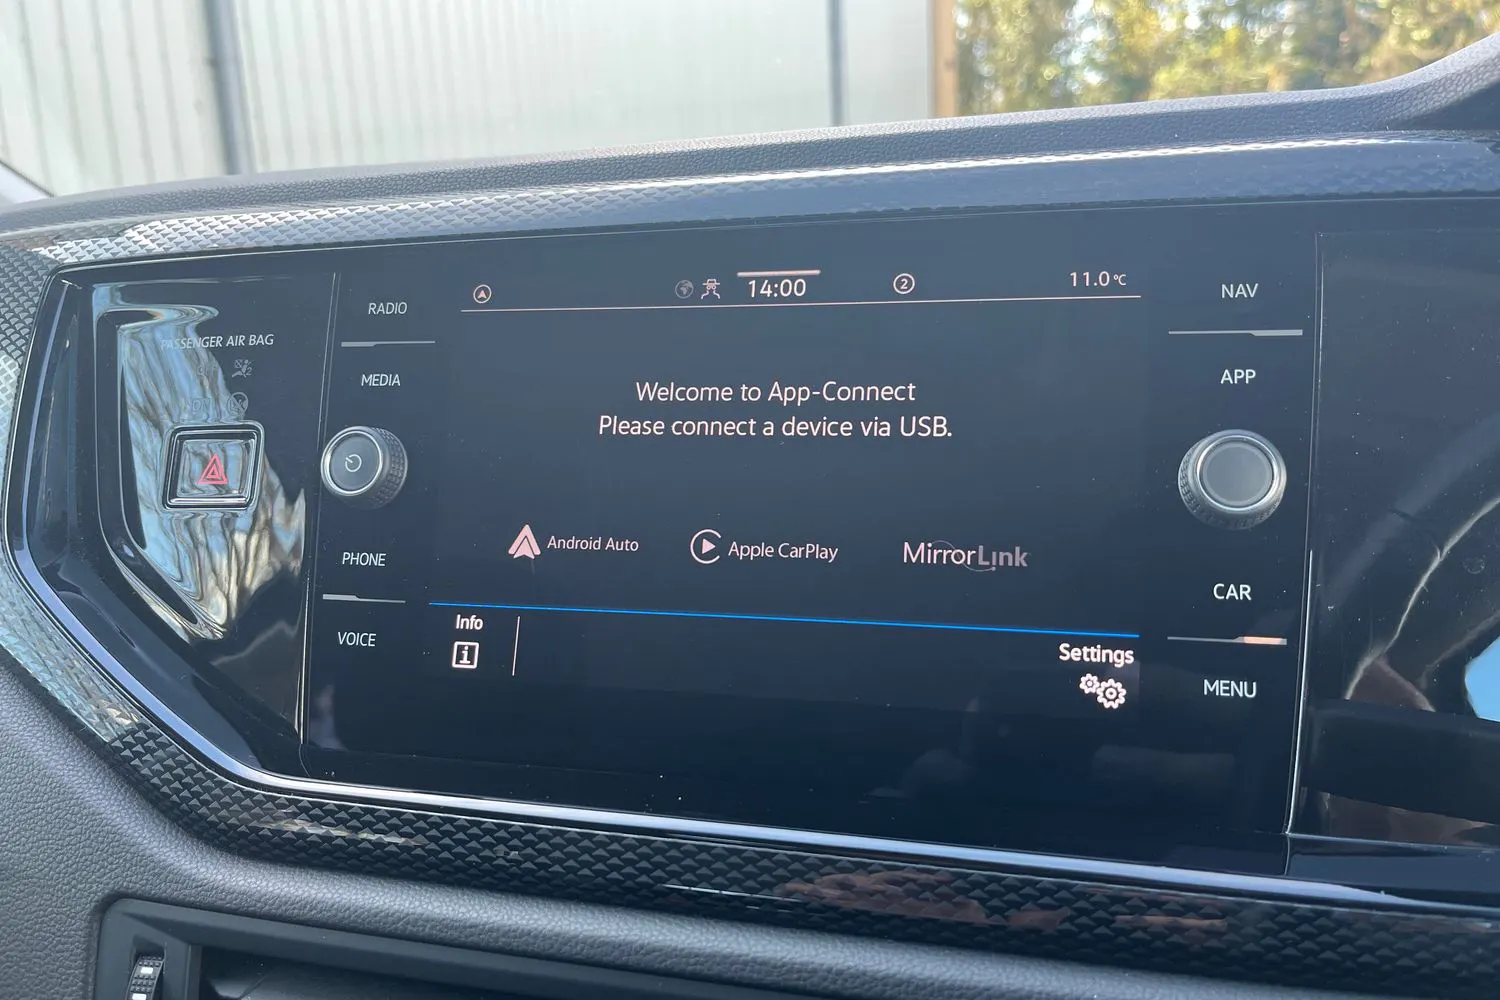 PASSENGER AIR BAG
RADIO
MEDIA
PHONE
VOICE
14:00
2
11.0°C
Welcome to App-Connect
Please connect a device via USB.
Android Auto
Apple CarPlay
MirrorLink
Info
i
Settings
NAV
APP
CAR
MENU